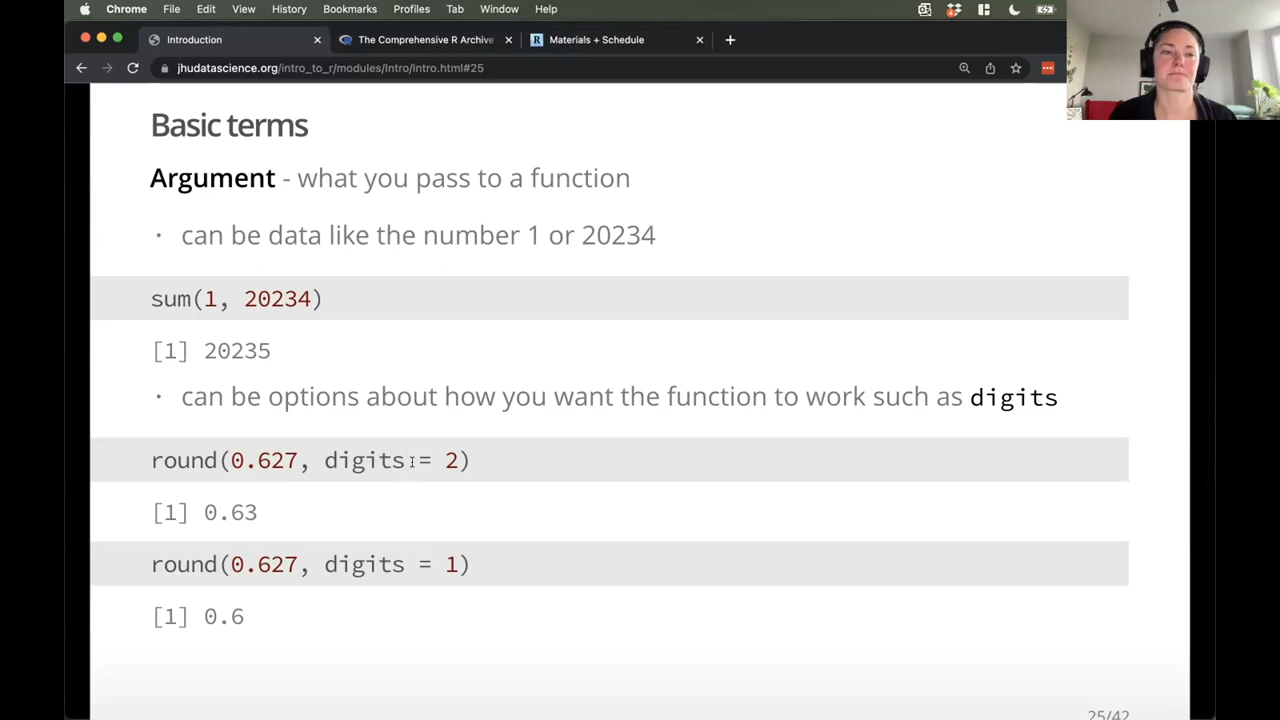 Chrome File Edit View History Bookmarks Profiles Tab Window Help
Introduction The Comprehensive R Archive Materials + Schedule
jhudatascience.org/intro_to_r/modules/Intro/Intro.html#25
Basic terms
Argument - what you pass to a function
· can be data like the number 1 or 20234
sum(1, 20234)
[1] 20235
· can be options about how you want the function to work such as digits
round(0.627, digits = 2)
[1] 0.63
round(0.627, digits = 1)
[1] 0.6
25/42